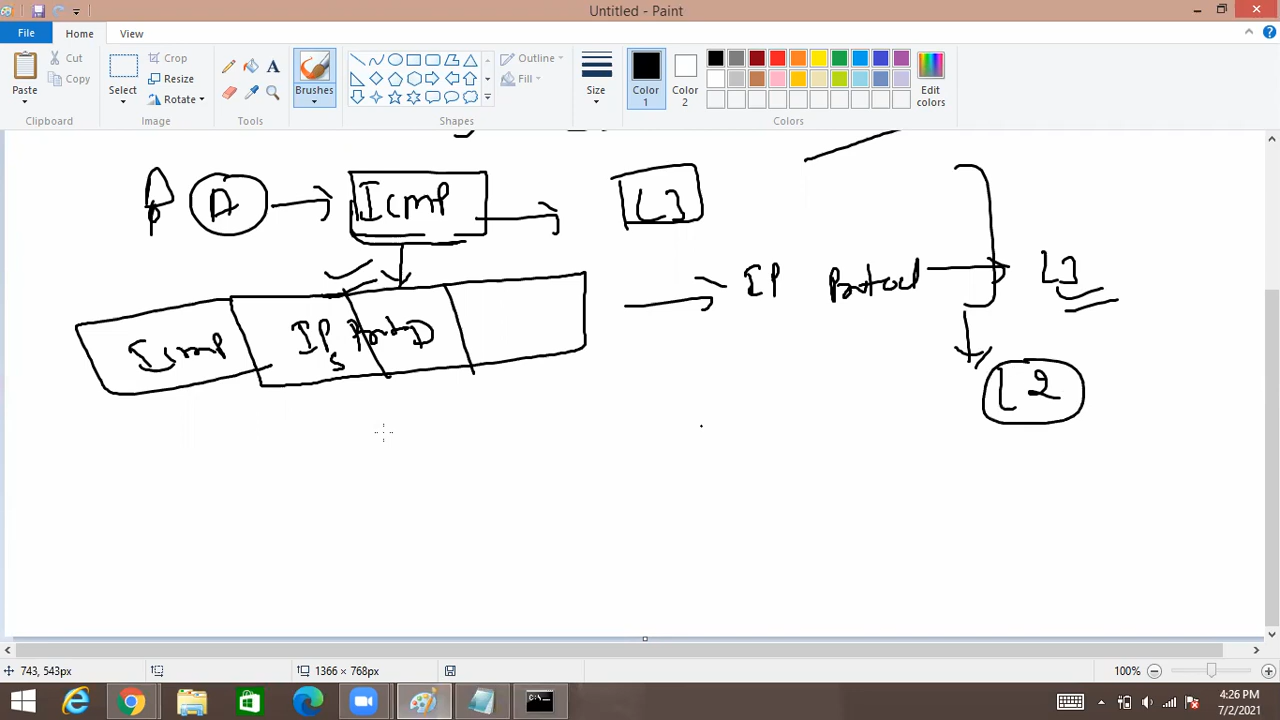 Untitled - Paint
File
Home
View
Paste
Cut
Copy
Clipboard
Select
Crop
Resize
Rotate
Image
A
Tools
Brushes
Shapes
Outline
Fill
Size
Color 1
Color 2
Edit colors
Colors
A
Icmp
L3
IP
L3
Icmp
IP
S
D
L2
743, 543px
1366 × 768px
100%
4:26 PM
7/2/2021